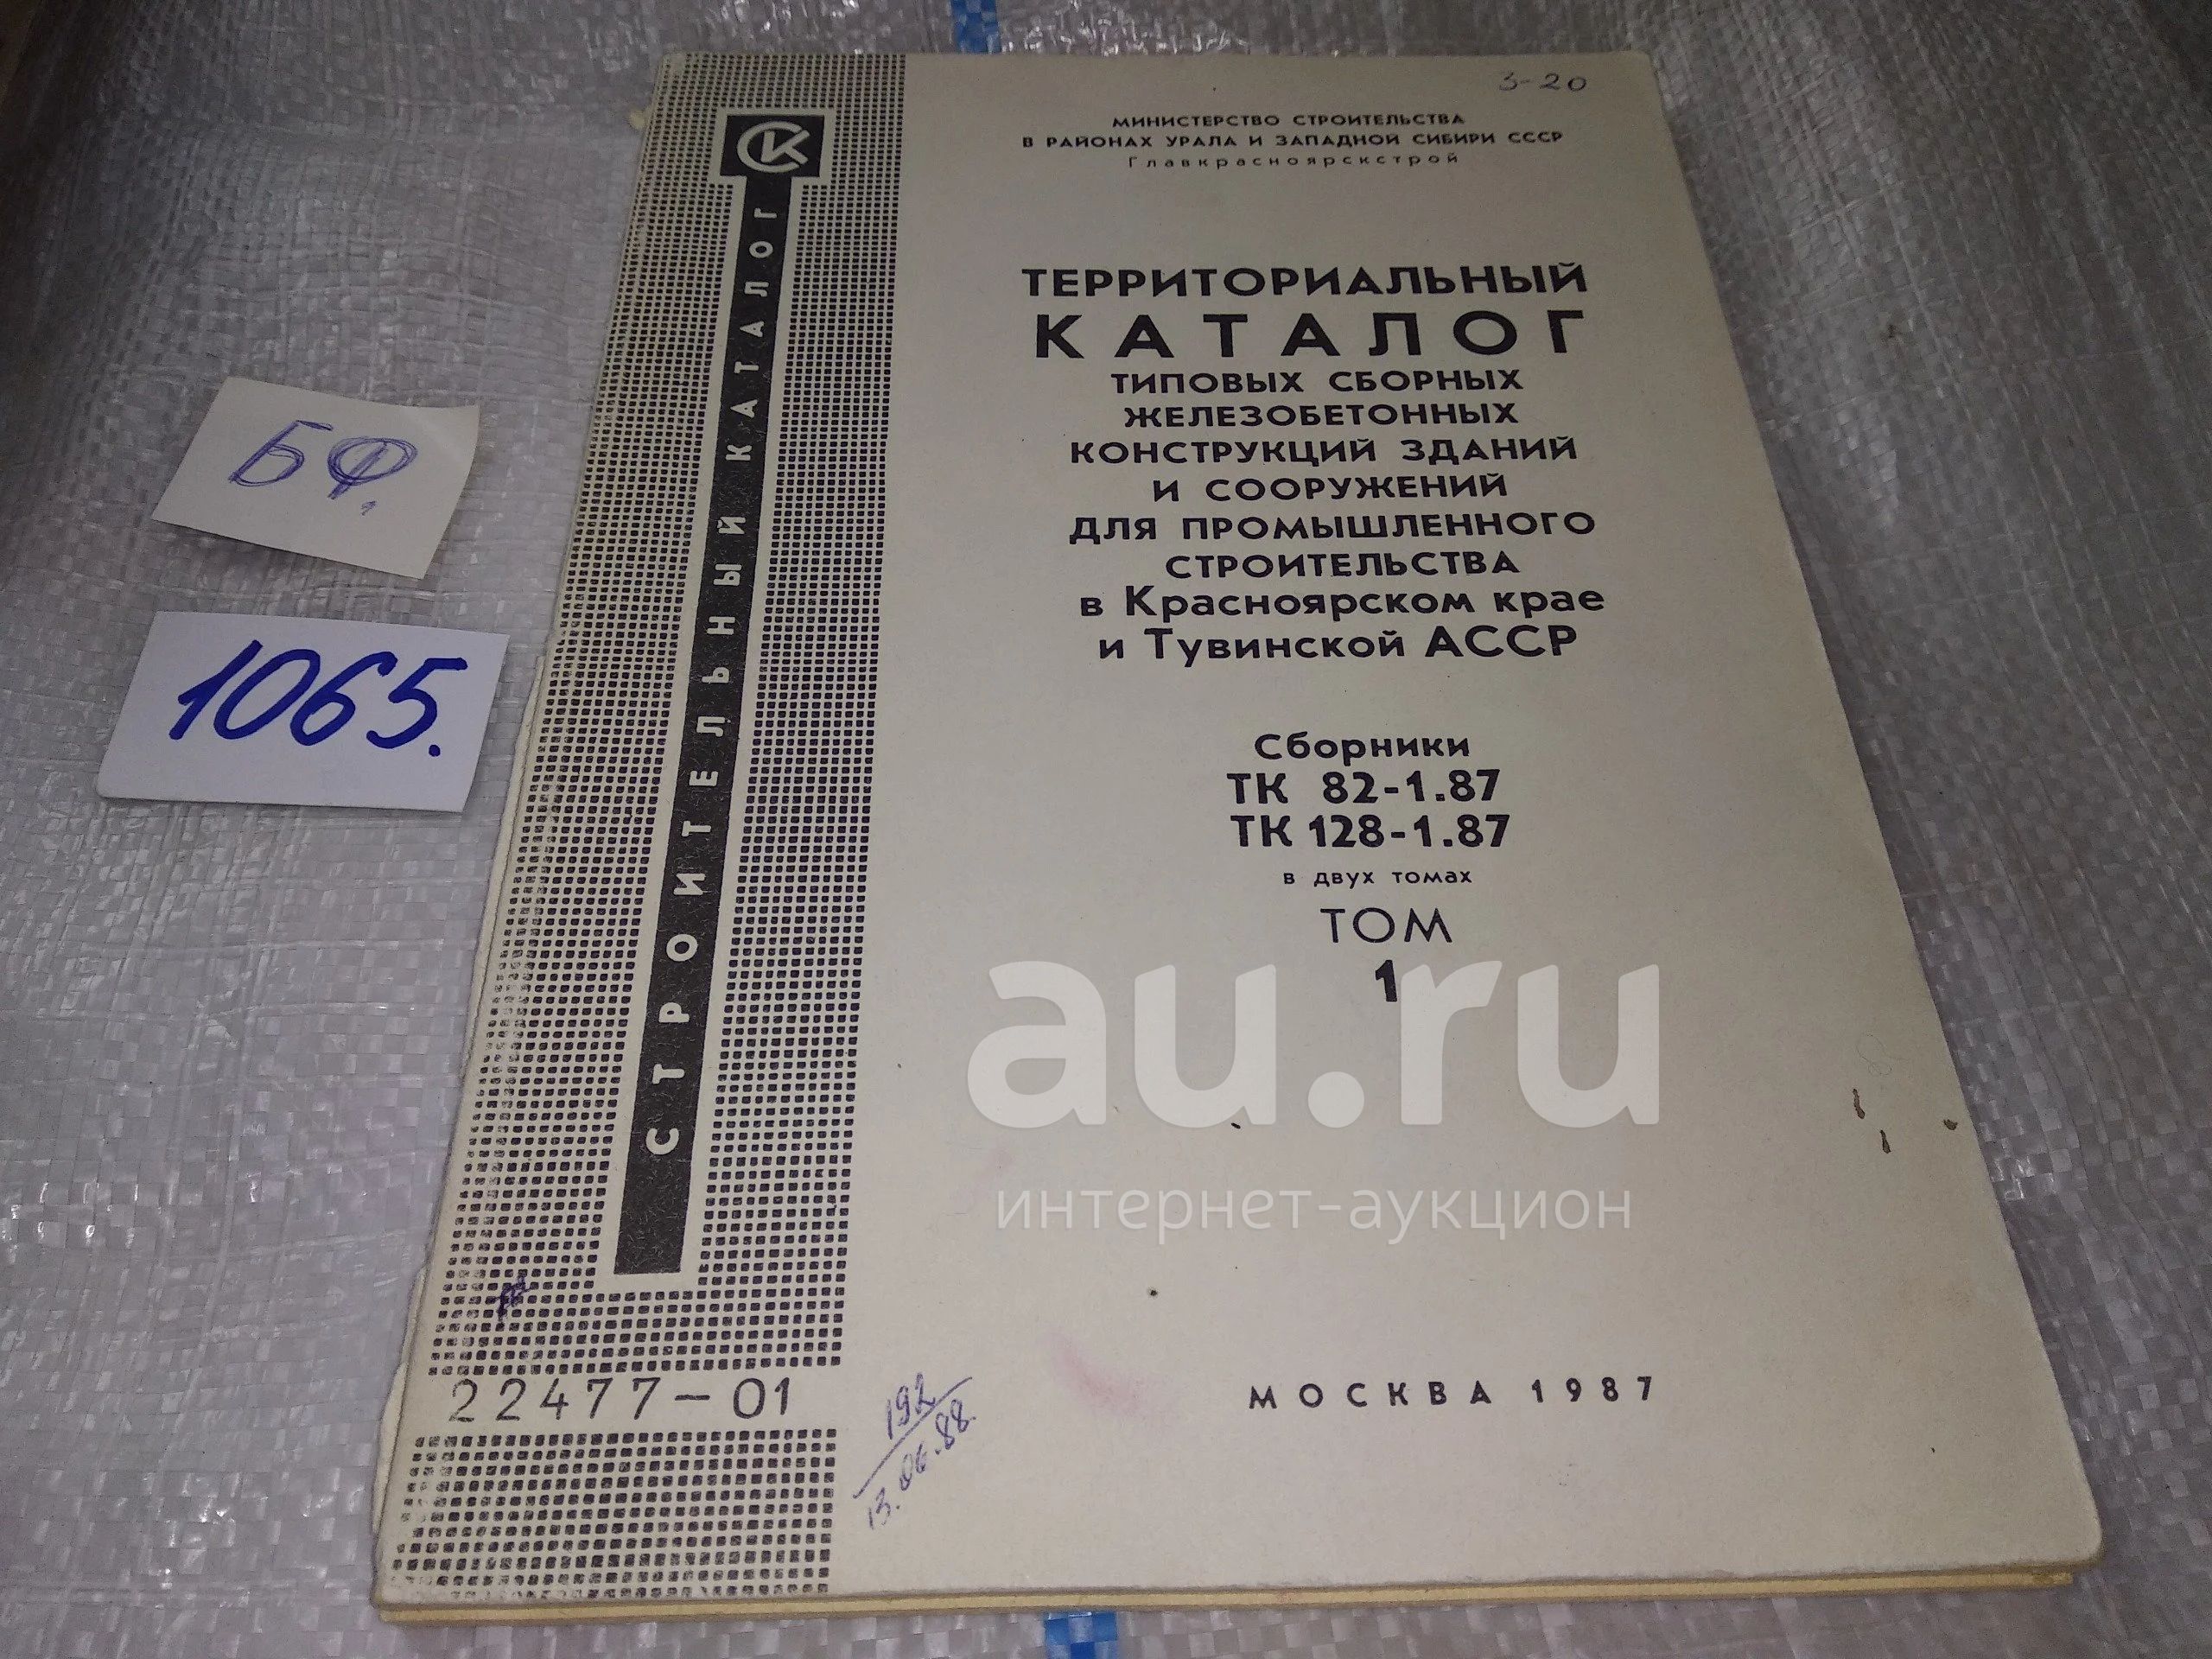 3-20
МИНИСТЕРСТВО СТРОИТЕЛЬСТВА
В РАЙОНАХ УРАЛА И ЗАПАДНОЙ СИБИРИ СССР
Главкрасноярскстрой
СК
СТРОИТЕЛЬНЫЙ КАТАЛОГ
ТЕРРИТОРИАЛЬНЫЙ
КАТАЛОГ
ТИПОВЫХ СБОРНЫХ
ЖЕЛЕЗОБЕТОННЫХ
КОНСТРУКЦИЙ ЗДАНИЙ
И СООРУЖЕНИЙ
ДЛЯ ПРОМЫШЛЕННОГО
СТРОИТЕЛЬСТВА
в Красноярском крае
и Тувинской АССР
БФ.
1065.
Сборники
ТК 82-1.87
ТК 128-1.87
в двух томах
ТОМ
1
au.ru
интернет-аукцион
МОСКВА 1987
22477-01
192
13.06.88